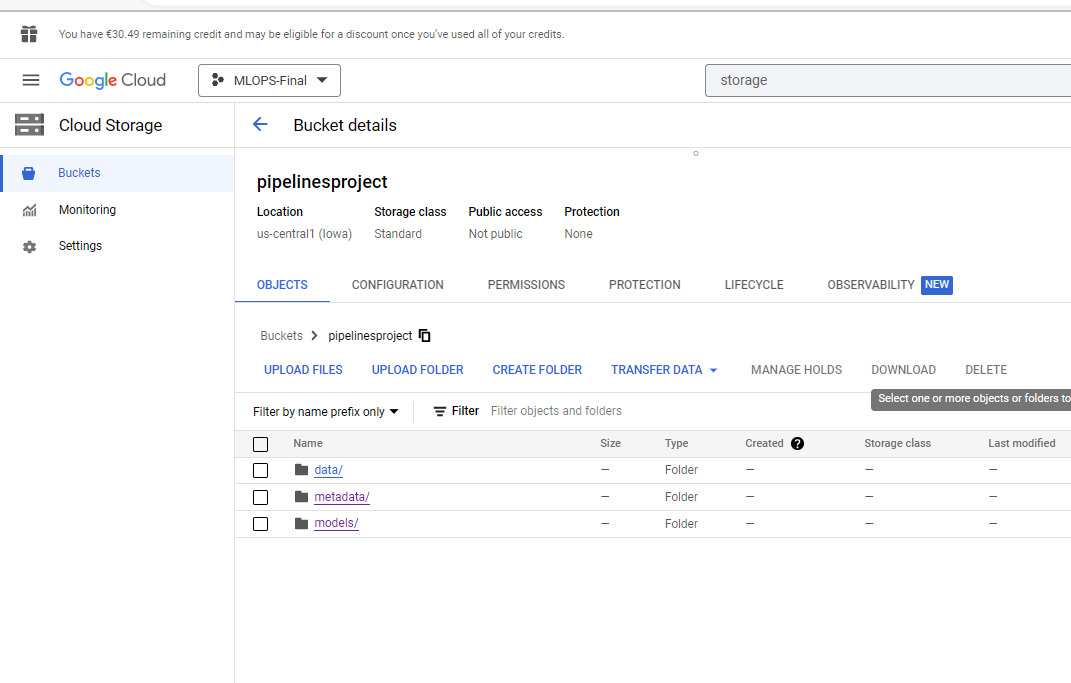 You have €30.49 remaining credit and may be eligible for a discount once you've used all of your credits.
Google Cloud
MLOPS-Final
storage
Cloud Storage
Bucket details
Buckets
Monitoring
Settings
pipelinesproject
Location Storage class Public access Protection
us-central1 (Iowa) Standard Not public None
OBJECTS CONFIGURATION PERMISSIONS PROTECTION LIFECYCLE OBSERVABILITY NEW
Buckets pipelinesproject
UPLOAD FILES UPLOAD FOLDER CREATE FOLDER TRANSFER DATA MANAGE HOLDS DOWNLOAD DELETE
Select one or more objects or folders to
Filter by name prefix only Filter Filter objects and folders
Name Size Type Created ? Storage class Last modified
data/ — Folder — — —
metadata/ — Folder — — —
models/ — Folder — — —